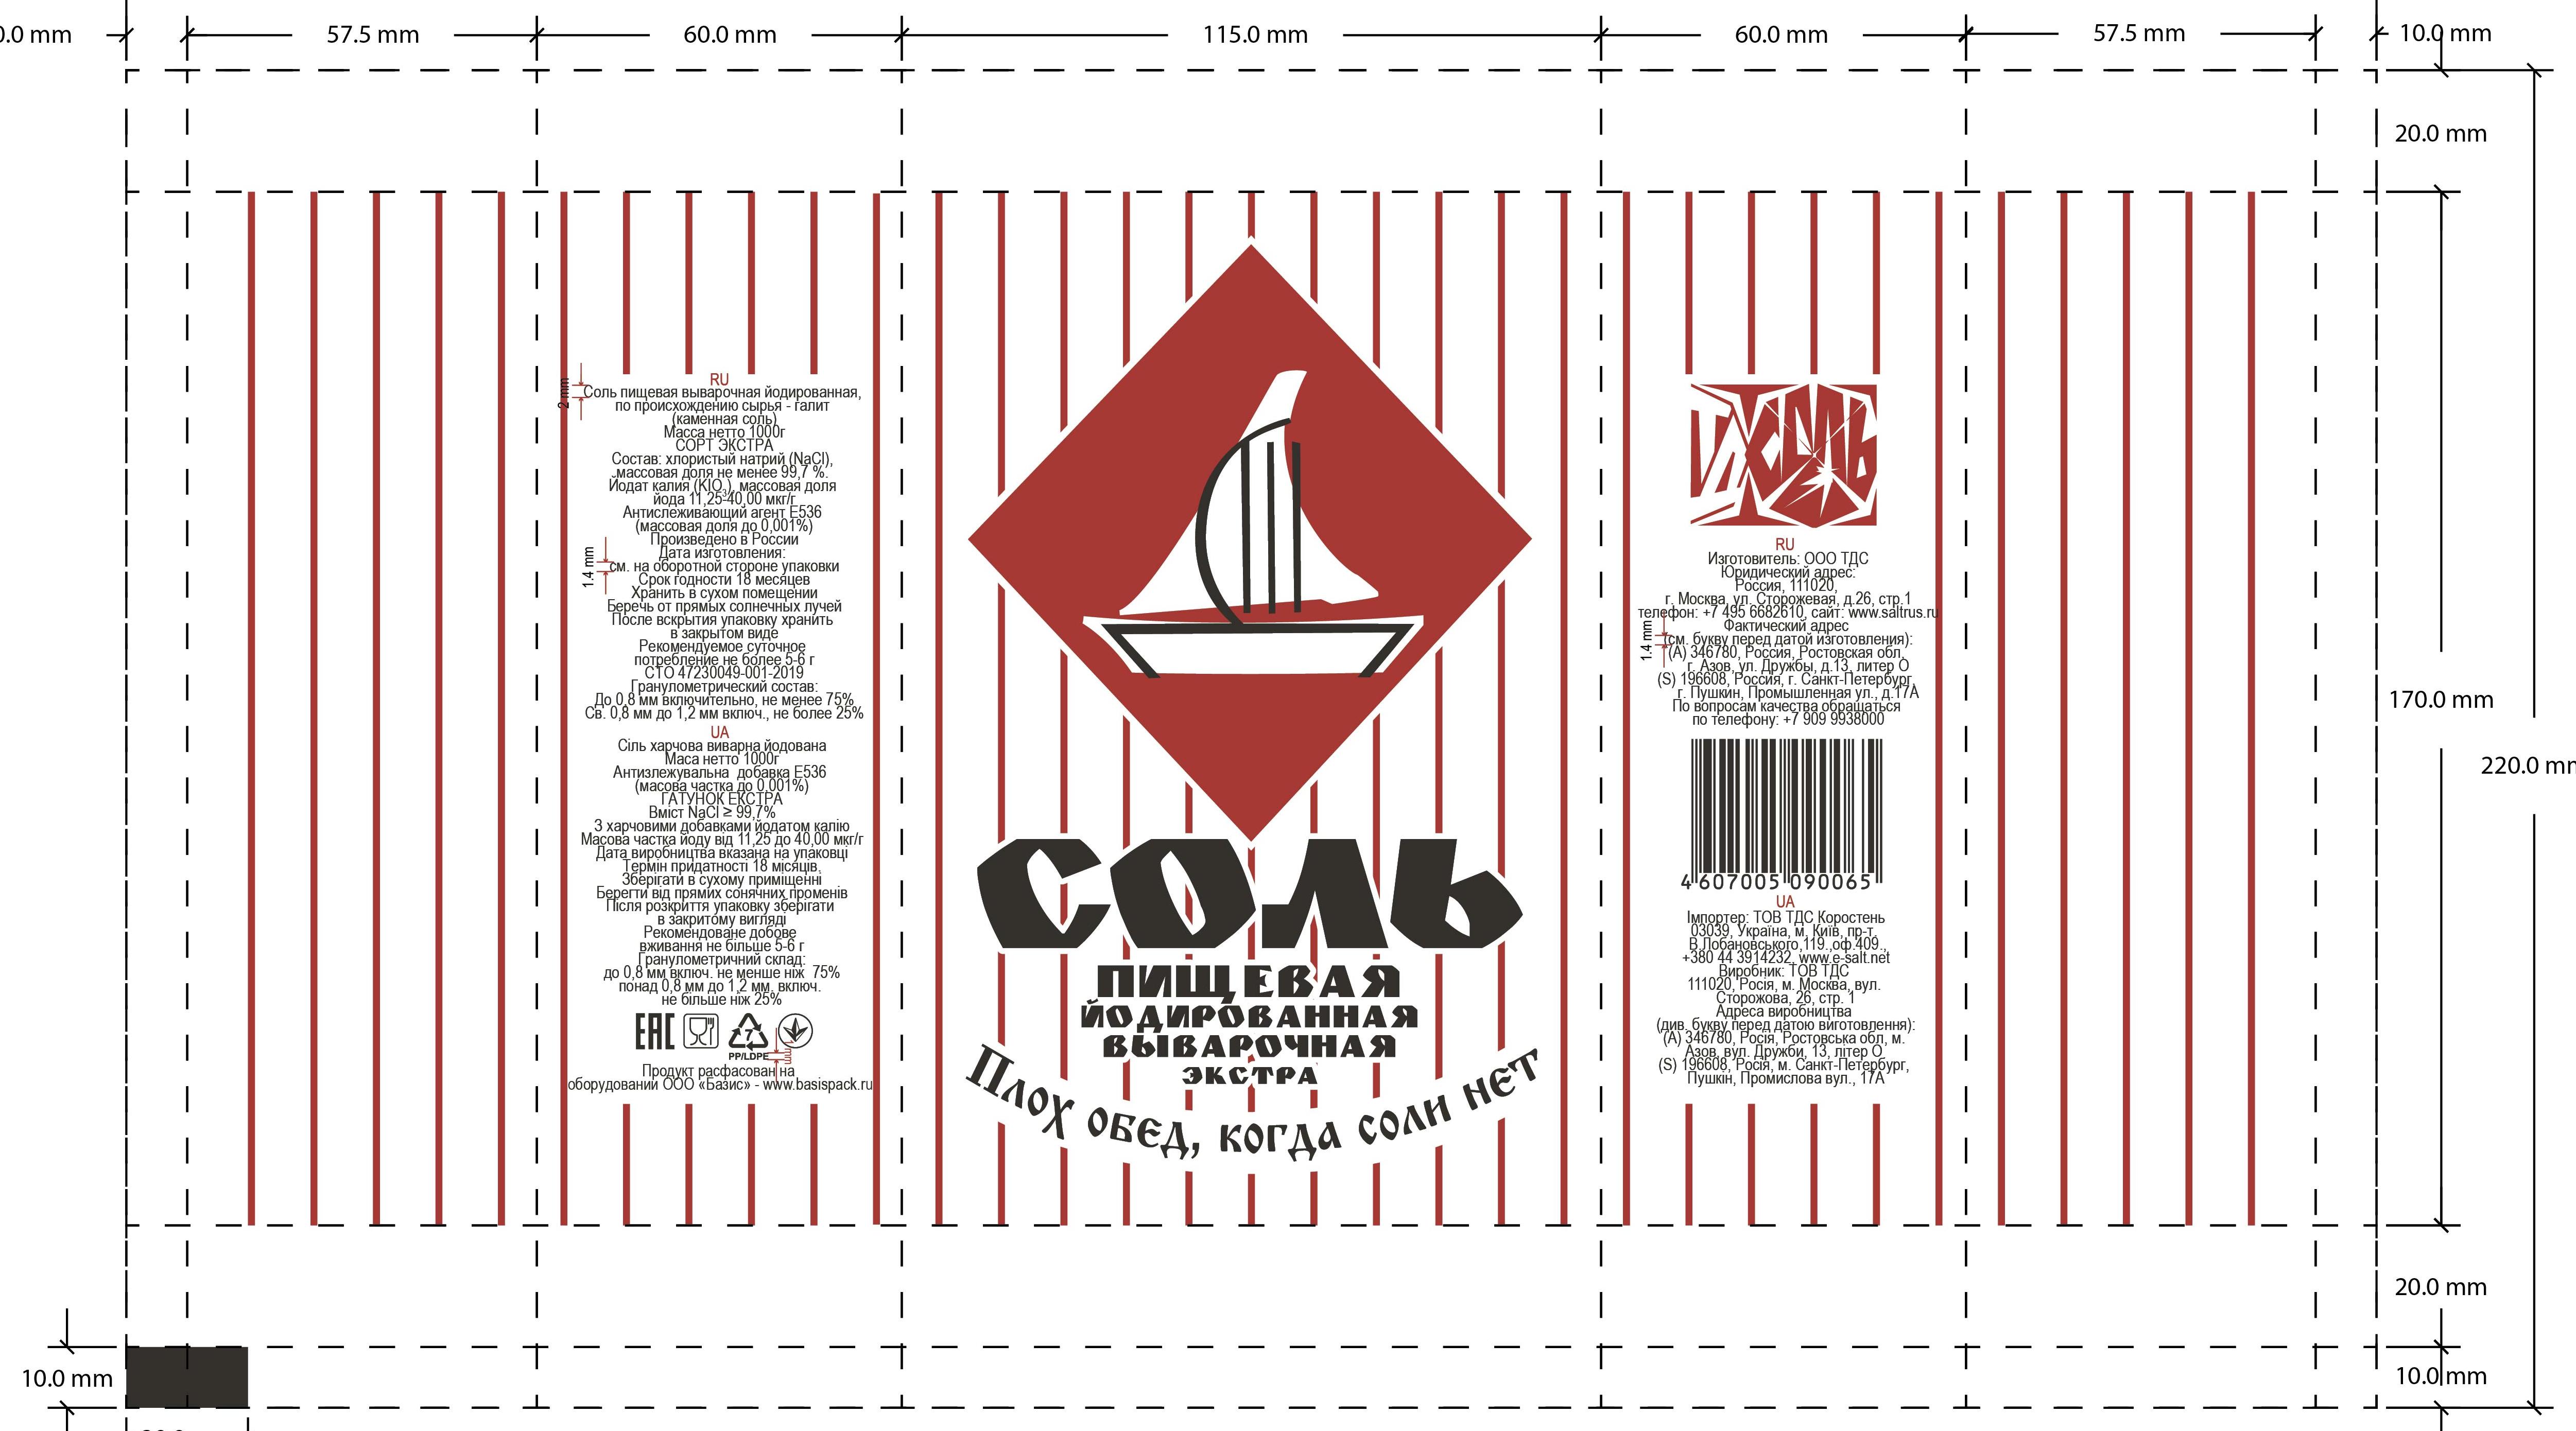 0.0 mm
57.5 mm
60.0 mm
115.0 mm
60.0 mm
57.5 mm
10.0 mm
20.0 mm
170.0 mm
220.0 mm
20.0 mm
10.0 mm
10.0 mm
2 mm
RU
Соль пищевая выварочная йодированная,
по происхождению сырья - галит
(каменная соль)
Масса нетто 1000г
СОРТ ЭКСТРА
Состав: хлористый натрий (NaCl),
массовая доля не менее 99,7 %.
Йодат калия (KIO3), массовая доля
йода 11,25-40,00 мкг/г
Антислеживающий агент Е536
(массовая доля до 0,001%)
Произведено в России
Дата изготовления:
1.4 mm
см. на оборотной стороне упаковки
Срок годности 18 месяцев
Хранить в сухом помещении
Беречь от прямых солнечных лучей
После вскрытия упаковку хранить
в закрытом виде
Рекомендуемое суточное
потребление не более 5-6 г
СТО 47230049-001-2019
Гранулометрический состав:
До 0,8 мм включительно, не менее 75%
Св. 0,8 мм до 1,2 мм включ., не более 25%
UA
Сіль харчова виварна йодована
Маса нетто 1000г
Антизлежувальна добавка Е536
(масова частка до 0,001%)
ҐАТУНОК ЕКСТРА
Вміст NaCl ≥ 99,7%
З харчовими добавками йодатом калію
Масова частка йоду від 11,25 до 40,00 мкг/г
Дата виробництва вказана на упаковці
Термін придатності 18 місяців,
Зберігати в сухому приміщенні
Берегти від прямих сонячних променів
Після розкриття упаковку зберігати
в закритому вигляді
Рекомендоване добове
вживання не більше 5-6 г
Гранулометричний склад:
до 0,8 мм включ. не менше ніж 75%
понад 0,8 мм до 1,2 мм. включ.
не більше ніж 25%
ЕАС
7
PP/LDPE
1 mm
Продукт расфасован на
оборудований ООО «Базис» - www.basispack.ru
СОЛЬ
ПИЩЕВАЯ
ЙОДИРОВАННАЯ
ВЫВАРОЧНАЯ
ЭКСТРА
Плох обед, когда соли нет
RU
Изготовитель: ООО ТДС
Юридический адрес:
Россия, 111020,
г. Москва, ул. Сторожевая, д.26, стр.1
телефон: +7 495 6682610, сайт: www.saltrus.ru
Фактический адрес
1.4 mm
(см. букву перед датой изготовления):
(А) 346780, Россия, Ростовская обл.,
г. Азов, ул. Дружбы, д.13, литер О
(S) 196608, Россия, г. Санкт-Петербург,
г. Пушкин, Промышленная ул., д.17А
По вопросам качества обращаться
по телефону: +7 909 9938000
4 607005 090065
UA
Імпортер: ТОВ ТДС Коростень
03039, Україна, м. Київ, пр-т.
В.Лобановського,119.,оф.409.,
+380 44 3914232, www.e-salt.net
Виробник: ТОВ ТДС
111020, Росія, м. Москва, вул.
Сторожова, 26, стр. 1
Адреса виробництва
(див. букву перед датою виготовлення):
(А) 346780, Росія, Ростовська обл, м.
Азов, вул. Дружби, 13, літер О
(S) 196608, Росія, м. Санкт-Петербург,
Пушкін, Промислова вул., 17А